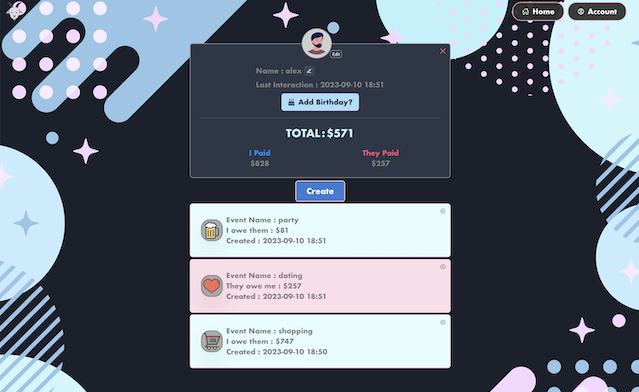 Home
Account
Edit
Name : alex
Last Interaction : 2023-09-10 18:51
Add Birthday?
TOTAL : $571
I Paid
They Paid
$828
$257
Create
Event Name : party
I owe them : $81
Created : 2023-09-10 18:51
Event Name : dating
They owe me : $257
Created : 2023-09-10 18:51
Event Name : shopping
I owe them : $747
Created : 2023-09-10 18:50